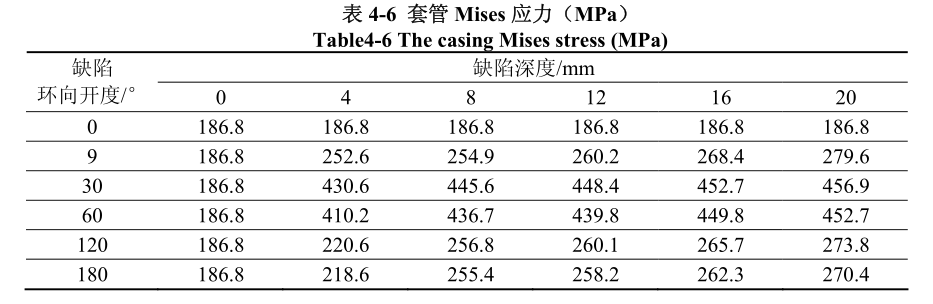 表 4-6 套管 Mises 应力（MPa）
Table4-6 The casing Mises stress (MPa)
缺陷 缺陷深度/mm
环向开度/° 0 4 8 12 16 20
0 186.8 186.8 186.8 186.8 186.8 186.8
9 186.8 252.6 254.9 260.2 268.4 279.6
30 186.8 430.6 445.6 448.4 452.7 456.9
60 186.8 410.2 436.7 439.8 449.8 452.7
120 186.8 220.6 256.8 260.1 265.7 273.8
180 186.8 218.6 255.4 258.2 262.3 270.4